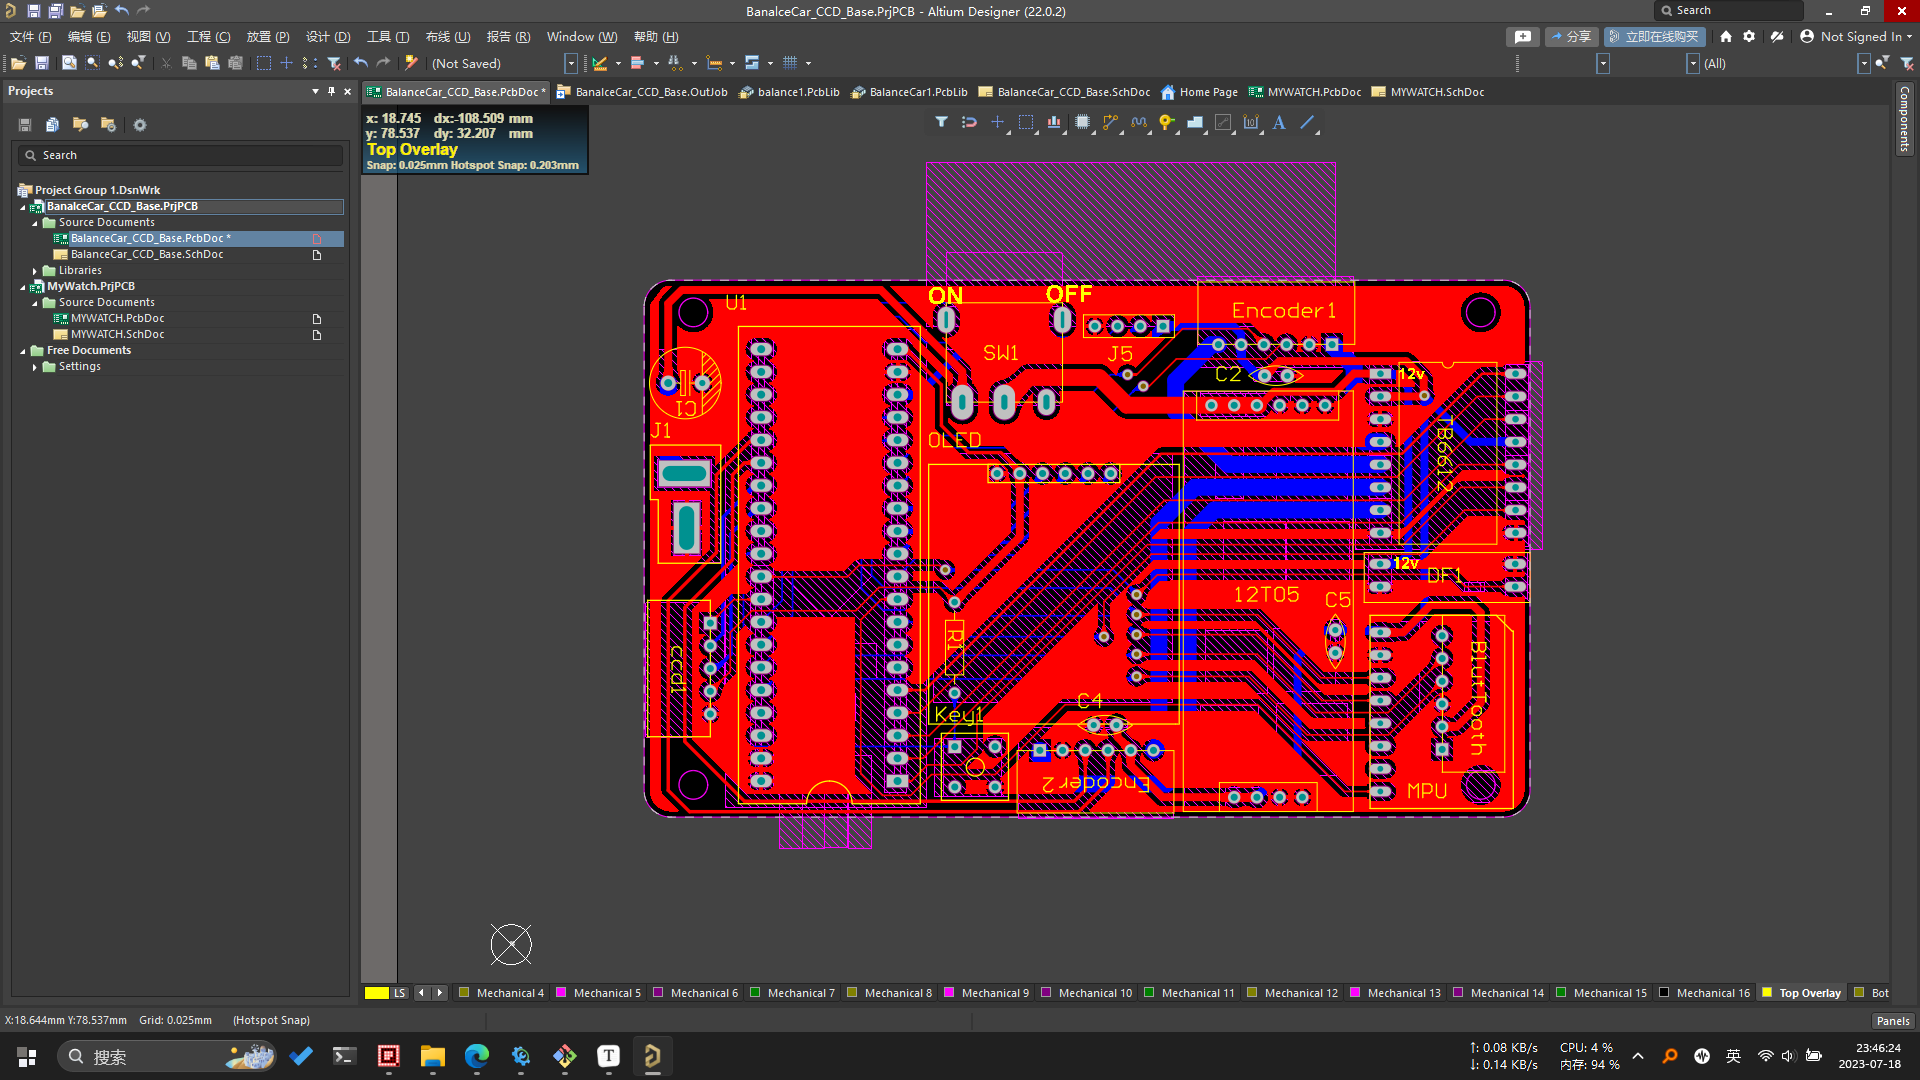 BanalceCar_CCD_Base.PrjPCB - Altium Designer (22.0.2)
Search
文件 (F) 编辑 (E) 视图 (V) 工程 (C) 放置 (P) 设计 (D) 工具 (T) 布线 (U) 报告 (R) Window (W) 帮助 (H)
分享 立即在线购买 Not Signed In
(Not Saved) (All)
Projects
BalanceCar_CCD_Base.PcbDoc * BanalceCar_CCD_Base.OutJob balance1.PcbLib BalanceCar1.PcbLib BalanceCar_CCD_Base.SchDoc Home Page MYWATCH.PcbDoc MYWATCH.SchDoc
Components
x: 18.745 dx:-108.509 mm
y: 78.537 dy: 32.207 mm
Top Overlay
Snap: 0.025mm Hotspot Snap: 0.203mm
Search
Project Group 1.DsnWrk
BanalceCar_CCD_Base.PrjPCB
Source Documents
BalanceCar_CCD_Base.PcbDoc *
BalanceCar_CCD_Base.SchDoc
Libraries
MyWatch.PrjPCB
Source Documents
MYWATCH.PcbDoc
MYWATCH.SchDoc
Free Documents
Settings
ON OFF
U1
Encoder1
SW1
J5
C2
12v
C1
J1
OLED
TB6612
12v
DF1
12T05
C5
R1
ccd1
BlutTooth
C4
Key1
Encoder2
MPU
LS Mechanical 4 Mechanical 5 Mechanical 6 Mechanical 7 Mechanical 8 Mechanical 9 Mechanical 10 Mechanical 11 Mechanical 12 Mechanical 13 Mechanical 14 Mechanical 15 Mechanical 16 Top Overlay Bot
X:18.644mm Y:78.537mm Grid: 0.025mm (Hotspot Snap)
Panels
搜索
↑: 0.08 KB/s CPU: 4 %
↓: 0.14 KB/s 内存: 94 %
英
23:46:24
2023-07-18